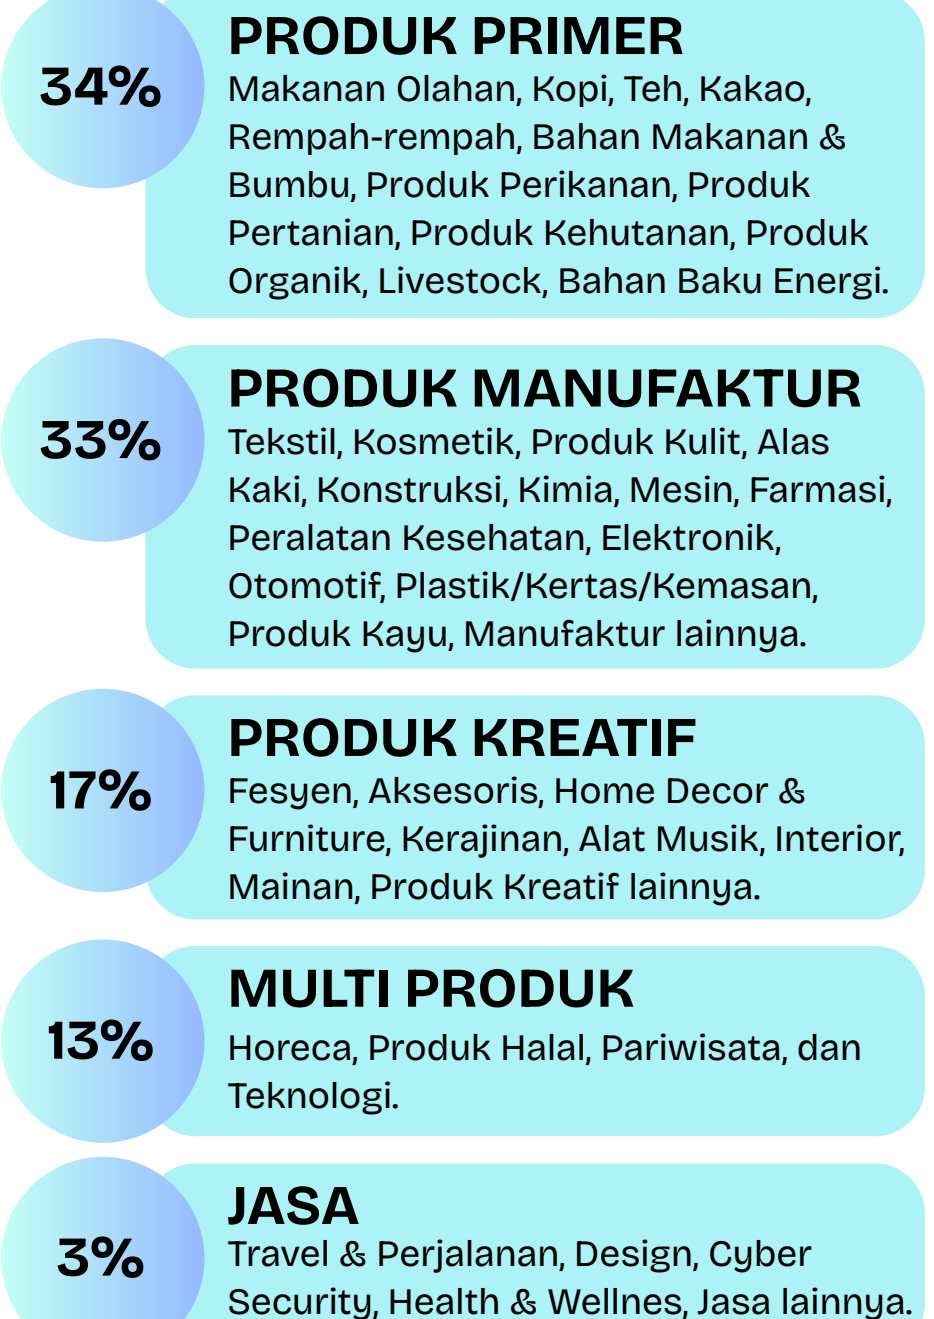 34%
PRODUK PRIMER
Makanan Olahan, Kopi, Teh, Kakao,
Rempah-rempah, Bahan Makanan &
Bumbu, Produk Perikanan, Produk
Pertanian, Produk Kehutanan, Produk
Organik, Livestock, Bahan Baku Energi.
33%
PRODUK MANUFAKTUR
Tekstil, Kosmetik, Produk Kulit, Alas
Kaki, Konstruksi, Kimia, Mesin, Farmasi,
Peralatan Kesehatan, Elektronik,
Otomotif, Plastik/Kertas/Kemasan,
Produk Kayu, Manufaktur lainnya.
17%
PRODUK KREATIF
Fesyen, Aksesoris, Home Decor &
Furniture, Kerajinan, Alat Musik, Interior,
Mainan, Produk Kreatif lainnya.
13%
MULTI PRODUK
Horeca, Produk Halal, Pariwisata, dan
Teknologi.
3%
JASA
Travel & Perjalanan, Design, Cyber
Security, Health & Wellnes, Jasa lainnya.